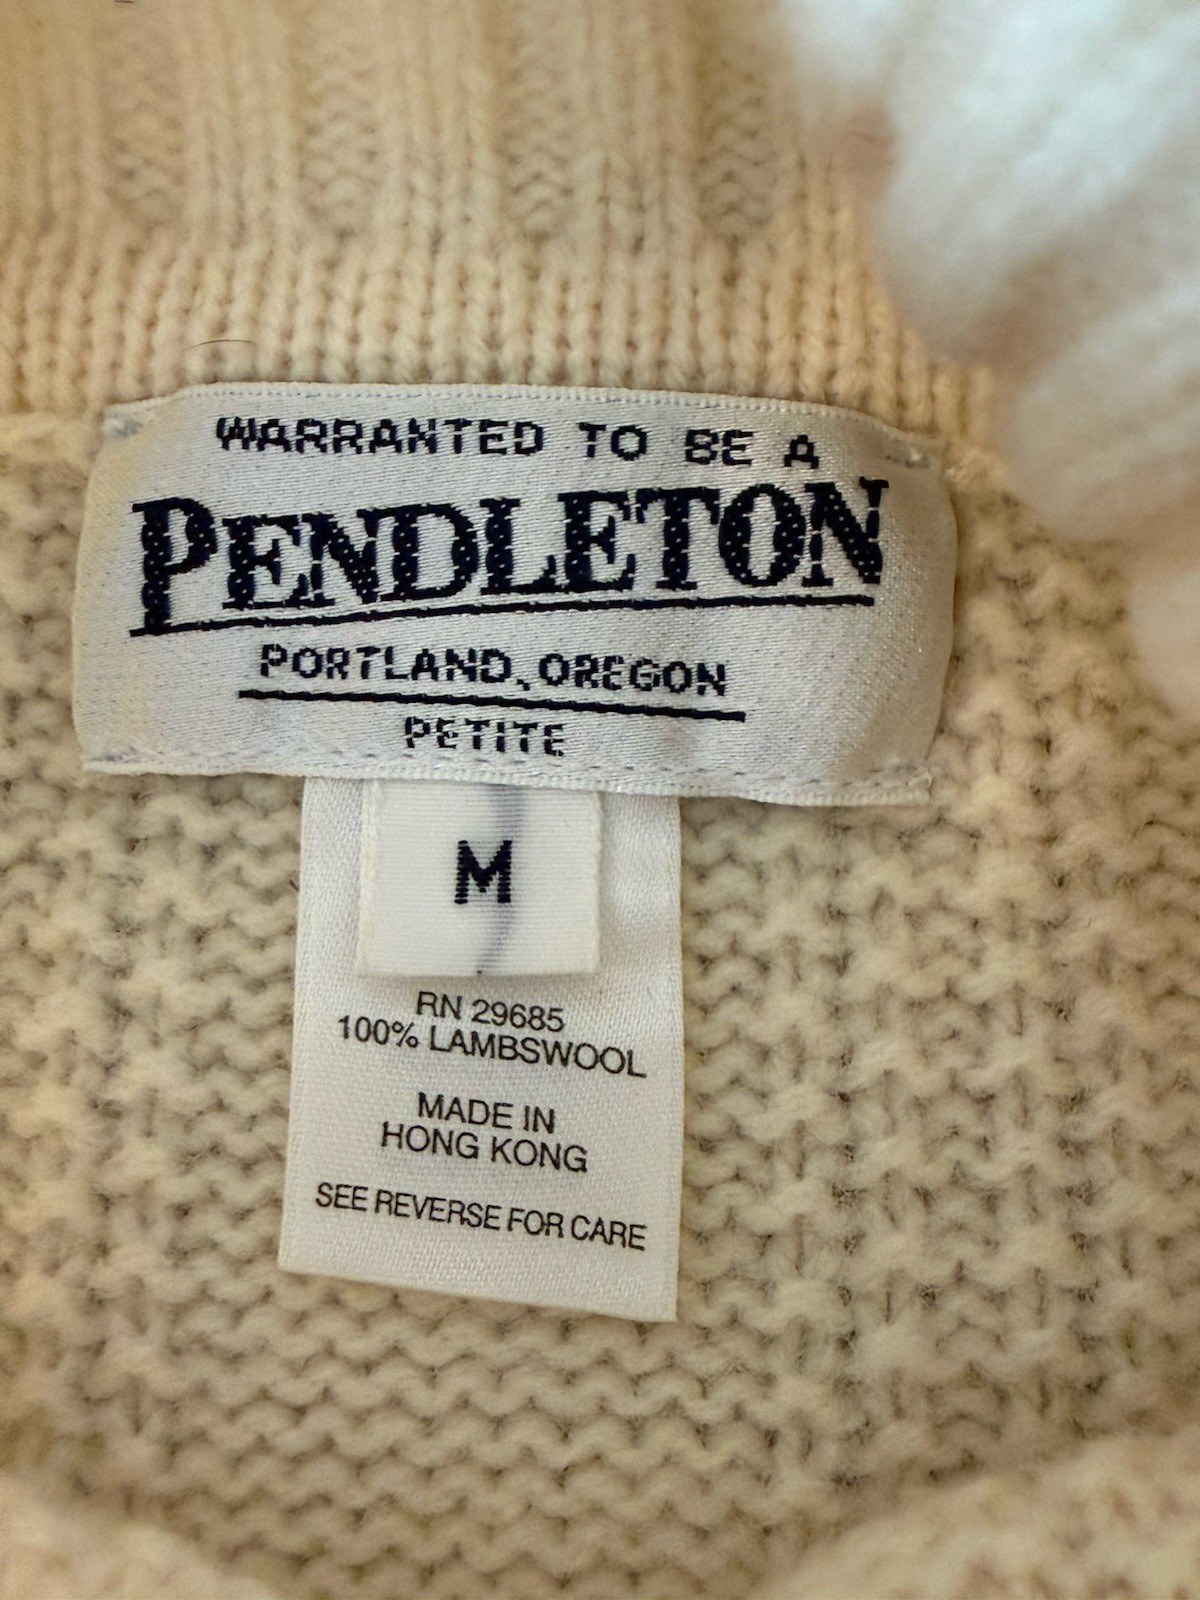 WARRANTED TO BE A
PENDLETON
PORTLAND, OREGON
PETITE
M
RN 29685
100% LAMBSWOOL
MADE IN
HONG KONG
SEE REVERSE FOR CARE